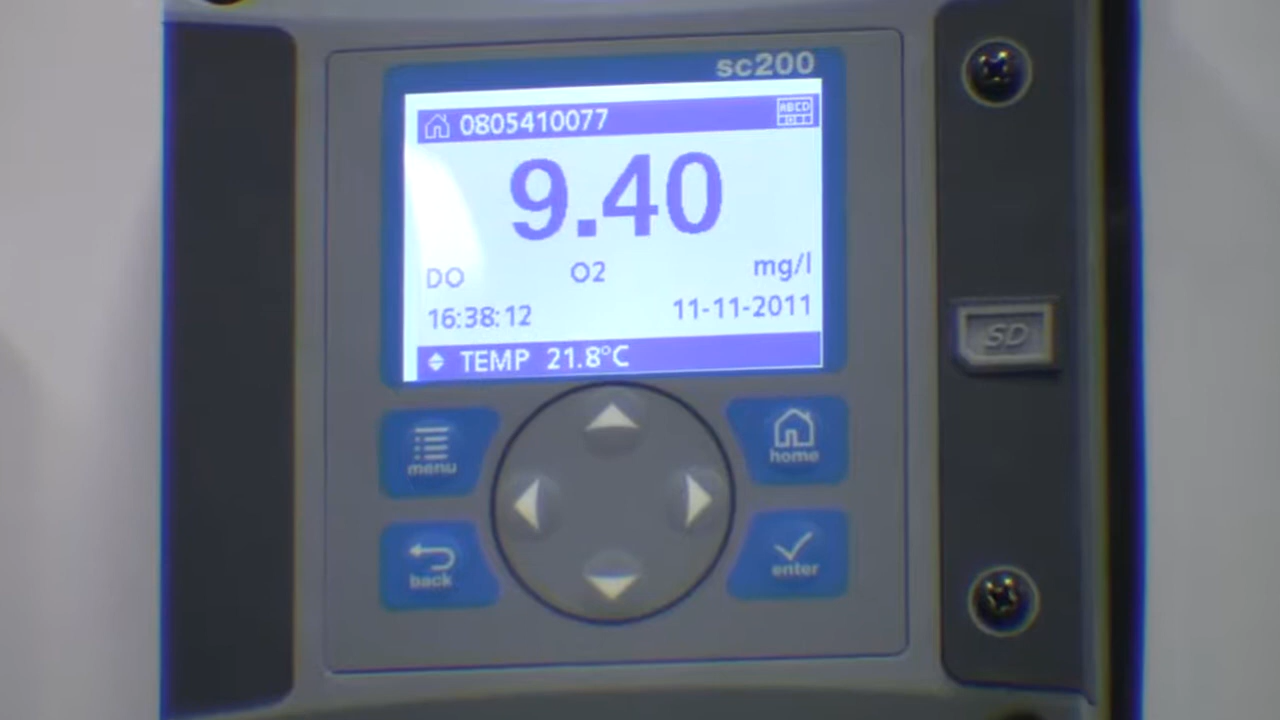 sc200
0805410077
ABCD
9.40
DO O2 mg/l
16:38:12 11-11-2011
TEMP 21.8°C
menu
home
back
enter
SD